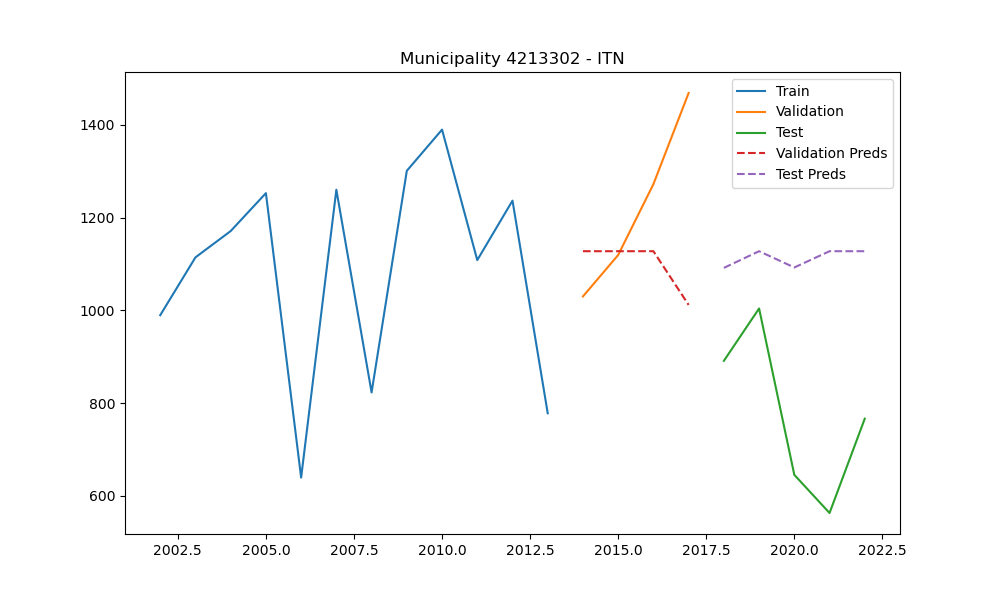 Municipality 4213302 - ITN
Train
Validation
Test
Validation Preds
Test Preds
1400
1200
1000
800
600
2002.5 2005.0 2007.5 2010.0 2012.5 2015.0 2017.5 2020.0 2022.5